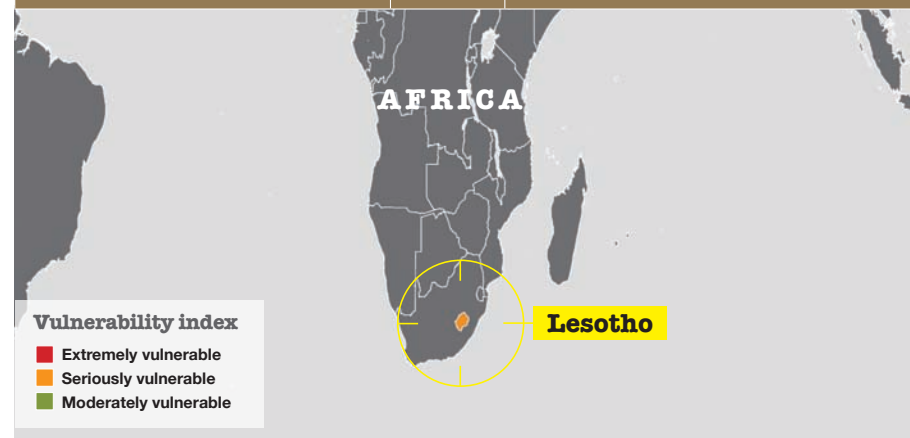 AFRICA
Lesotho
Vulnerability index
Extremely vulnerable
Seriously vulnerable
Moderately vulnerable